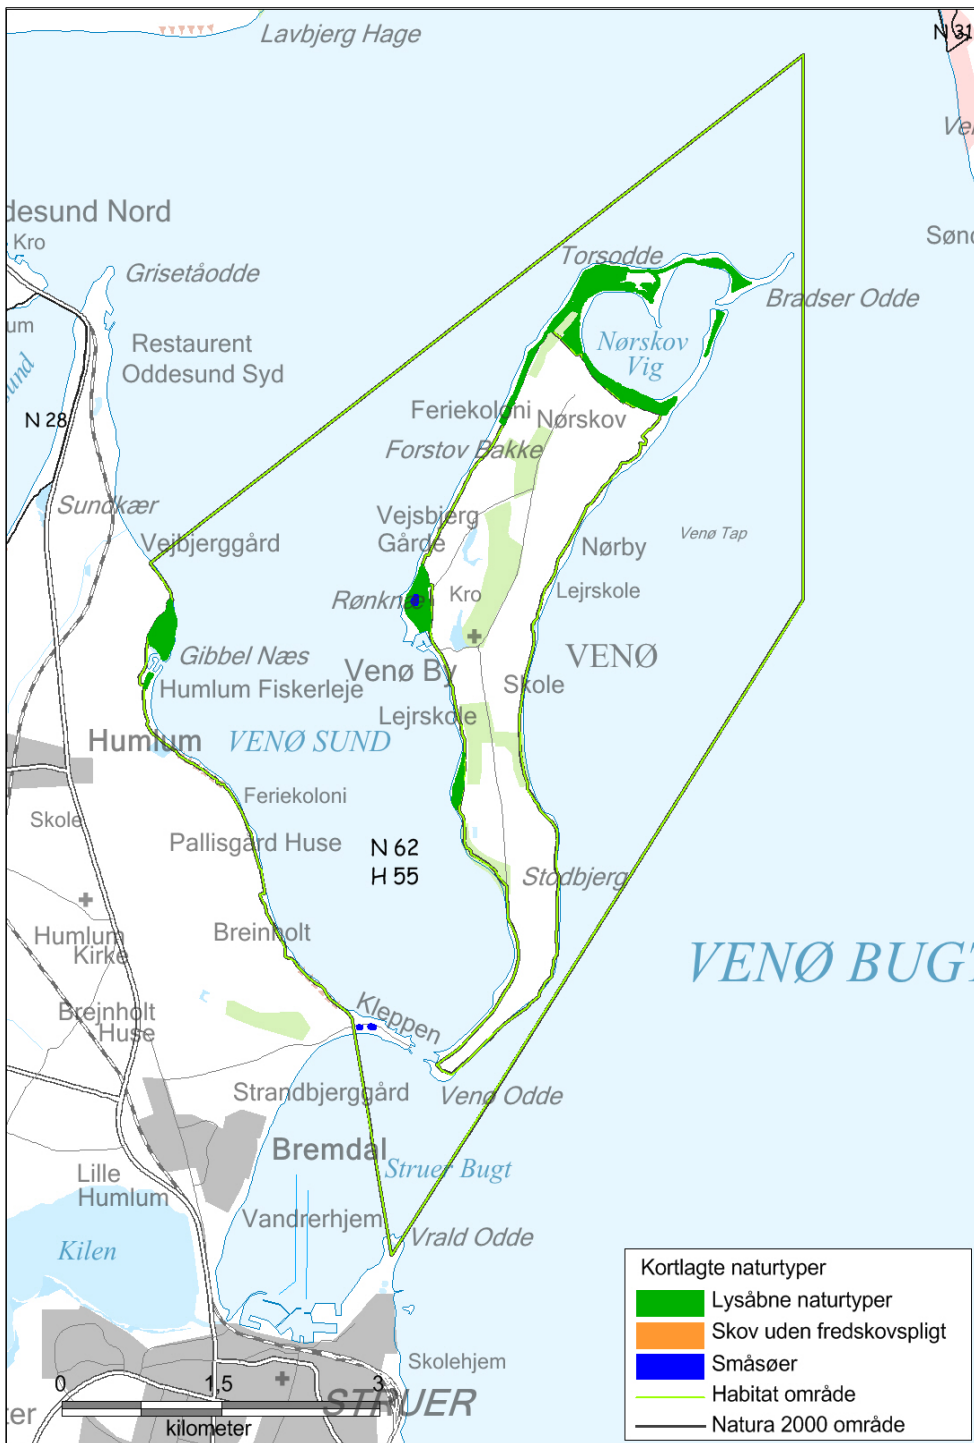 Lavbjerg Hage
N 31
desund Nord
Kro
Grisetåodde
Torsodde
Bradser Odde
Restaurent
Oddesund Syd
Nørskov
Vig
N 28
Feriekoloni
Nørskov
Forstov Bakke
Sundkær
Vejsbjerg
Gårde
Vejbjerggård
Nørby
Venø Tap
Rønknæ
Kro
Lejrskole
Gibbel Næs
Venø By
VENØ
Humlum Fiskerleje
Skole
Lejrskole
Humlum
VENØ SUND
Feriekoloni
Skole
Pallisgård Huse
N 62
H 55
Stodbjerg
Humlum
Kirke
Breinholt
VENØ BUGT
Brejnholt
Huse
Kleppen
Strandbjerggård
Venø Odde
Bremdal
Struer Bugt
Lille
Humlum
Vandrerhjem
Vrald Odde
Kilen
Kortlagte naturtyper
Lysåbne naturtyper
Skov uden fredskovspligt
Småsøer
Habitat område
Natura 2000 område
Skolehjem
STRUER
0 1,5 3
kilometer